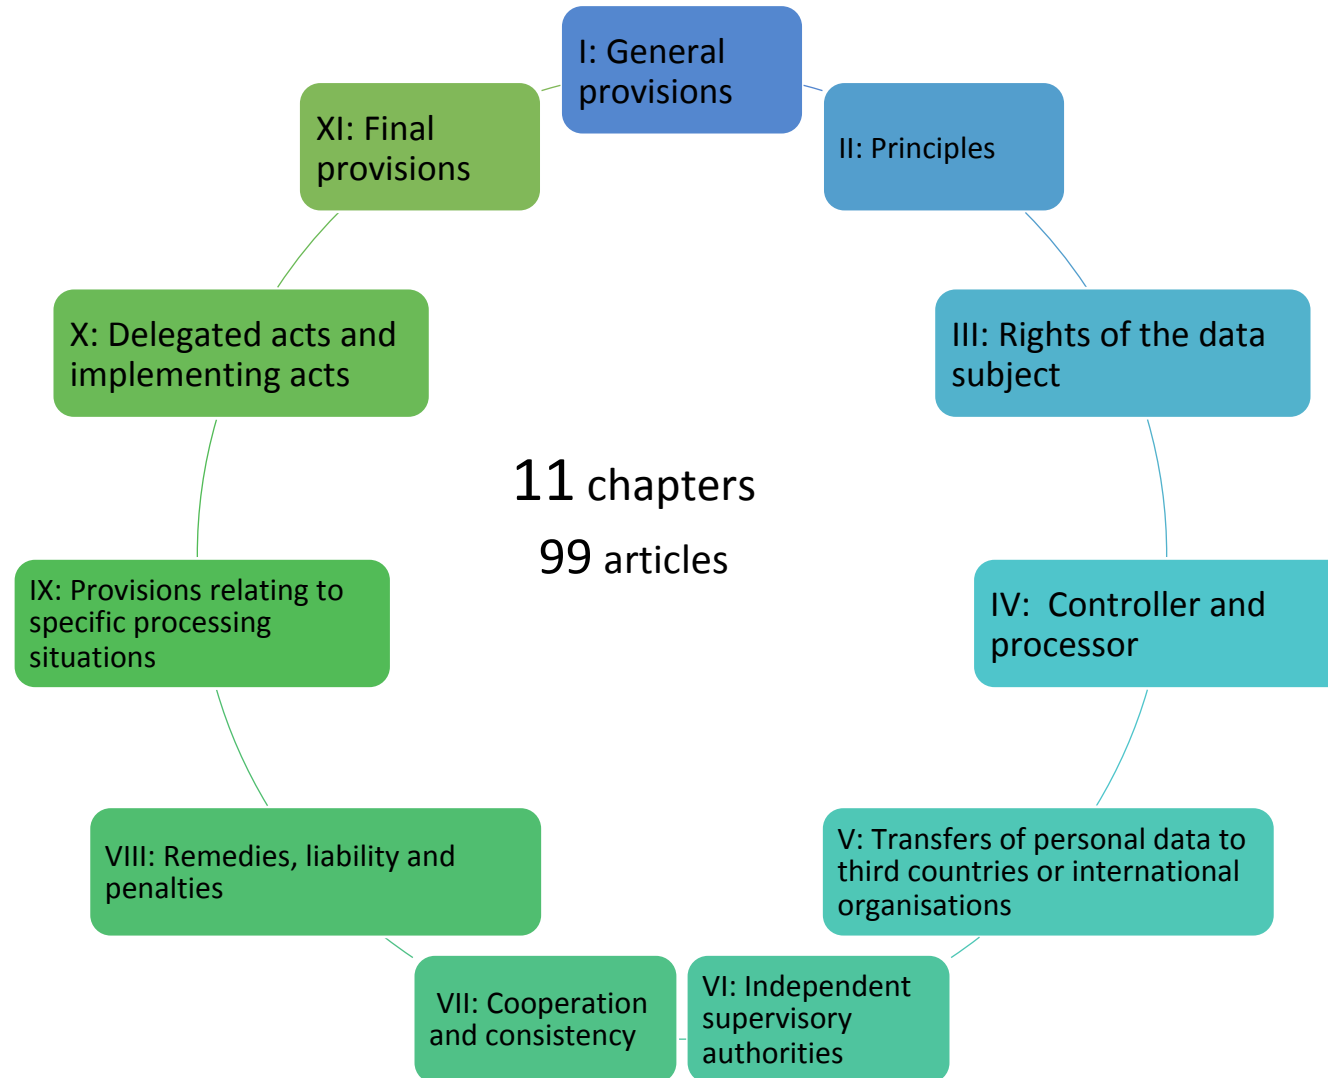 I: General
provisions
II: Principles
III: Rights of the data
subject
IV:  Controller and
processor
V: Transfers of personal data to
third countries or international
organisations
VI: Independent
supervisory
authorities
VII: Cooperation
and consistency
VIII: Remedies, liability and
penalties
IX: Provisions relating to
specific processing
situations
X: Delegated acts and
implementing acts
XI: Final
provisions
11 chapters
99 articles